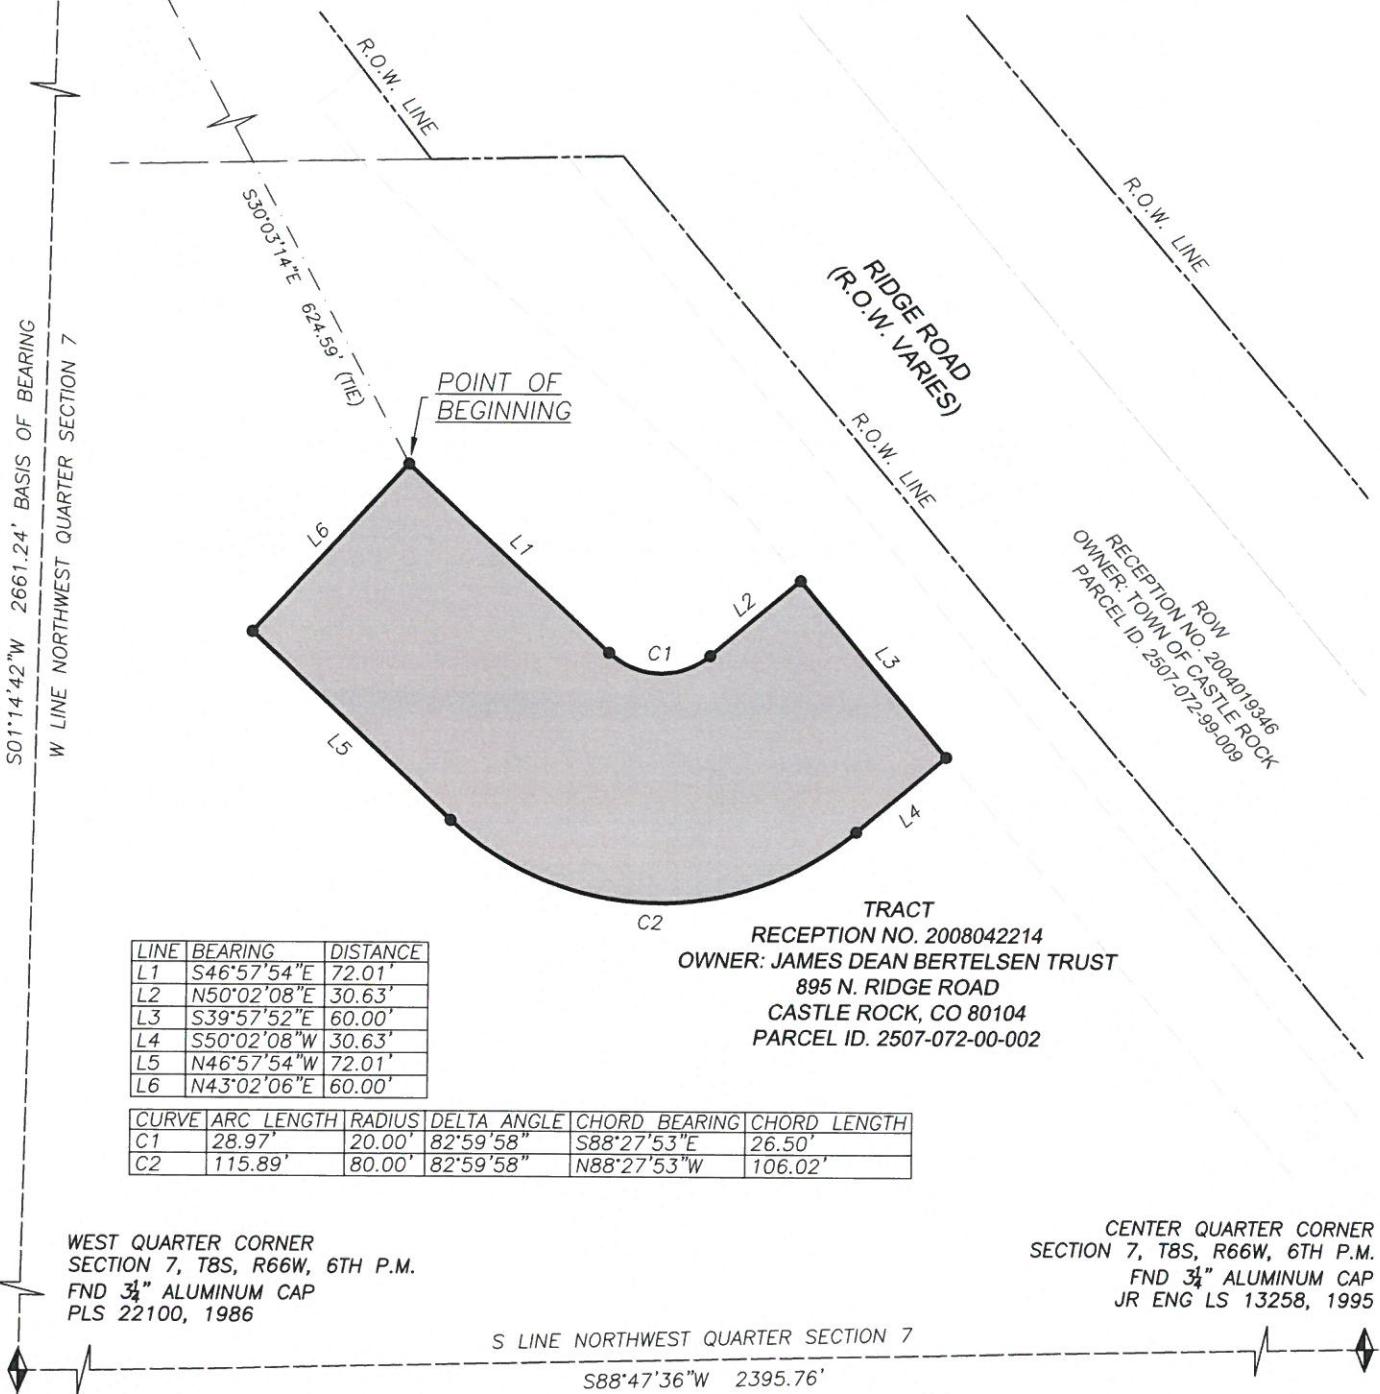 R.O.W. LINE
R.O.W. LINE
S30°03'14"E 624.59' (TIE)
RIDGE ROAD
(R.O.W. VARIES)
S01°14'42"W 2661.24' BASIS OF BEARING
W LINE NORTHWEST QUARTER SECTION 7
POINT OF
BEGINNING
R.O.W. LINE
L6
L1
L2
C1
L3
ROW
RECEPTION NO. 2004019346
OWNER: TOWN OF CASTLE ROCK
PARCEL ID. 2507-072-99-009
L5
L4
C2
TRACT
RECEPTION NO. 2008042214
OWNER: JAMES DEAN BERTELSEN TRUST
895 N. RIDGE ROAD
CASTLE ROCK, CO 80104
PARCEL ID. 2507-072-00-002
LINE BEARING DISTANCE
L1 S46°57'54"E 72.01'
L2 N50°02'08"E 30.63'
L3 S39°57'52"E 60.00'
L4 S50°02'08"W 30.63'
L5 N46°57'54"W 72.01'
L6 N43°02'06"E 60.00'
CURVE ARC LENGTH RADIUS DELTA ANGLE CHORD BEARING CHORD LENGTH
C1 28.97' 20.00' 82°59'58" S88°27'53"E 26.50'
C2 115.89' 80.00' 82°59'58" N88°27'53"W 106.02'
WEST QUARTER CORNER
SECTION 7, T8S, R66W, 6TH P.M.
FND 3¼" ALUMINUM CAP
PLS 22100, 1986
CENTER QUARTER CORNER
SECTION 7, T8S, R66W, 6TH P.M.
FND 3¼" ALUMINUM CAP
JR ENG LS 13258, 1995
S LINE NORTHWEST QUARTER SECTION 7
S88°47'36"W 2395.76'